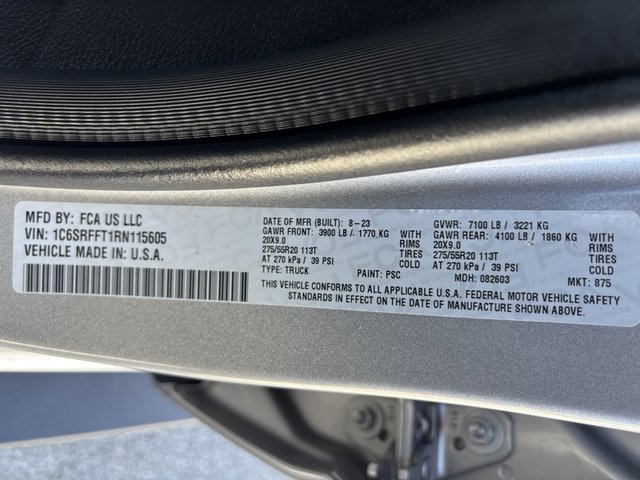 MFD BY: FCA US LLC
VIN: 1C6SRFFT1RN115605
VEHICLE MADE IN U.S.A.
DATE OF MFR (BUILT): 8-23
GAWR FRONT: 3900 LB / 1770 KG WITH
20X9.0 RIMS
275/55R20 113T TIRES
AT 270 kPa / 39 PSI COLD
TYPE: TRUCK PAINT: PSC
GVWR: 7100 LB / 3221 KG
GAWR REAR: 4100 LB / 1860 KG WITH
20X9.0 RIMS
275/55R20 113T TIRES
AT 270 kPa / 39 PSI COLD
MDH: 082603 MKT: 875
THIS VEHICLE CONFORMS TO ALL APPLICABLE U.S.A. FEDERAL MOTOR VEHICLE SAFETY
STANDARDS IN EFFECT ON THE DATE OF MANUFACTURE SHOWN ABOVE.